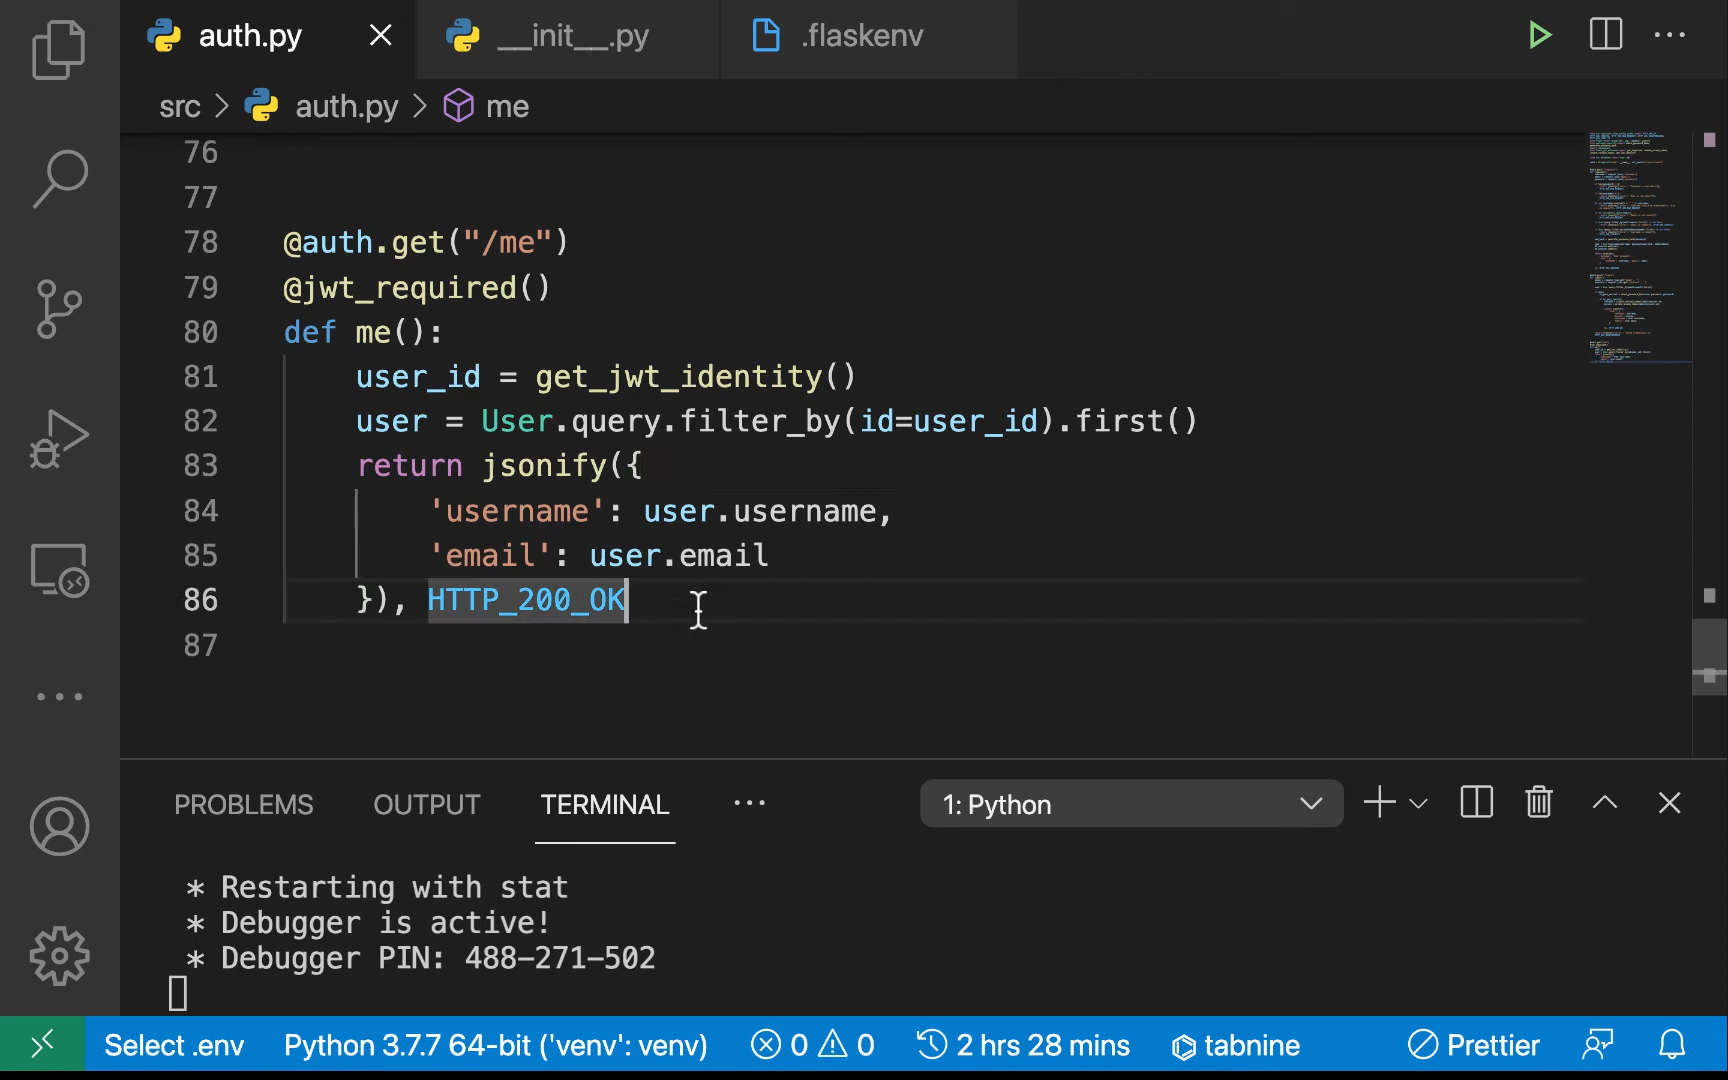 auth.py
__init__.py
.flaskenv
src > auth.py > me
76
77
78 @auth.get("/me")
79 @jwt_required()
80 def me():
81 user_id = get_jwt_identity()
82 user = User.query.filter_by(id=user_id).first()
83 return jsonify({
84 'username': user.username,
85 'email': user.email
86 }), HTTP_200_OK
87
PROBLEMS OUTPUT TERMINAL ··· 1: Python
* Restarting with stat
* Debugger is active!
* Debugger PIN: 488-271-502
Select .env Python 3.7.7 64-bit ('venv': venv) 0 0 2 hrs 28 mins tabnine Prettier